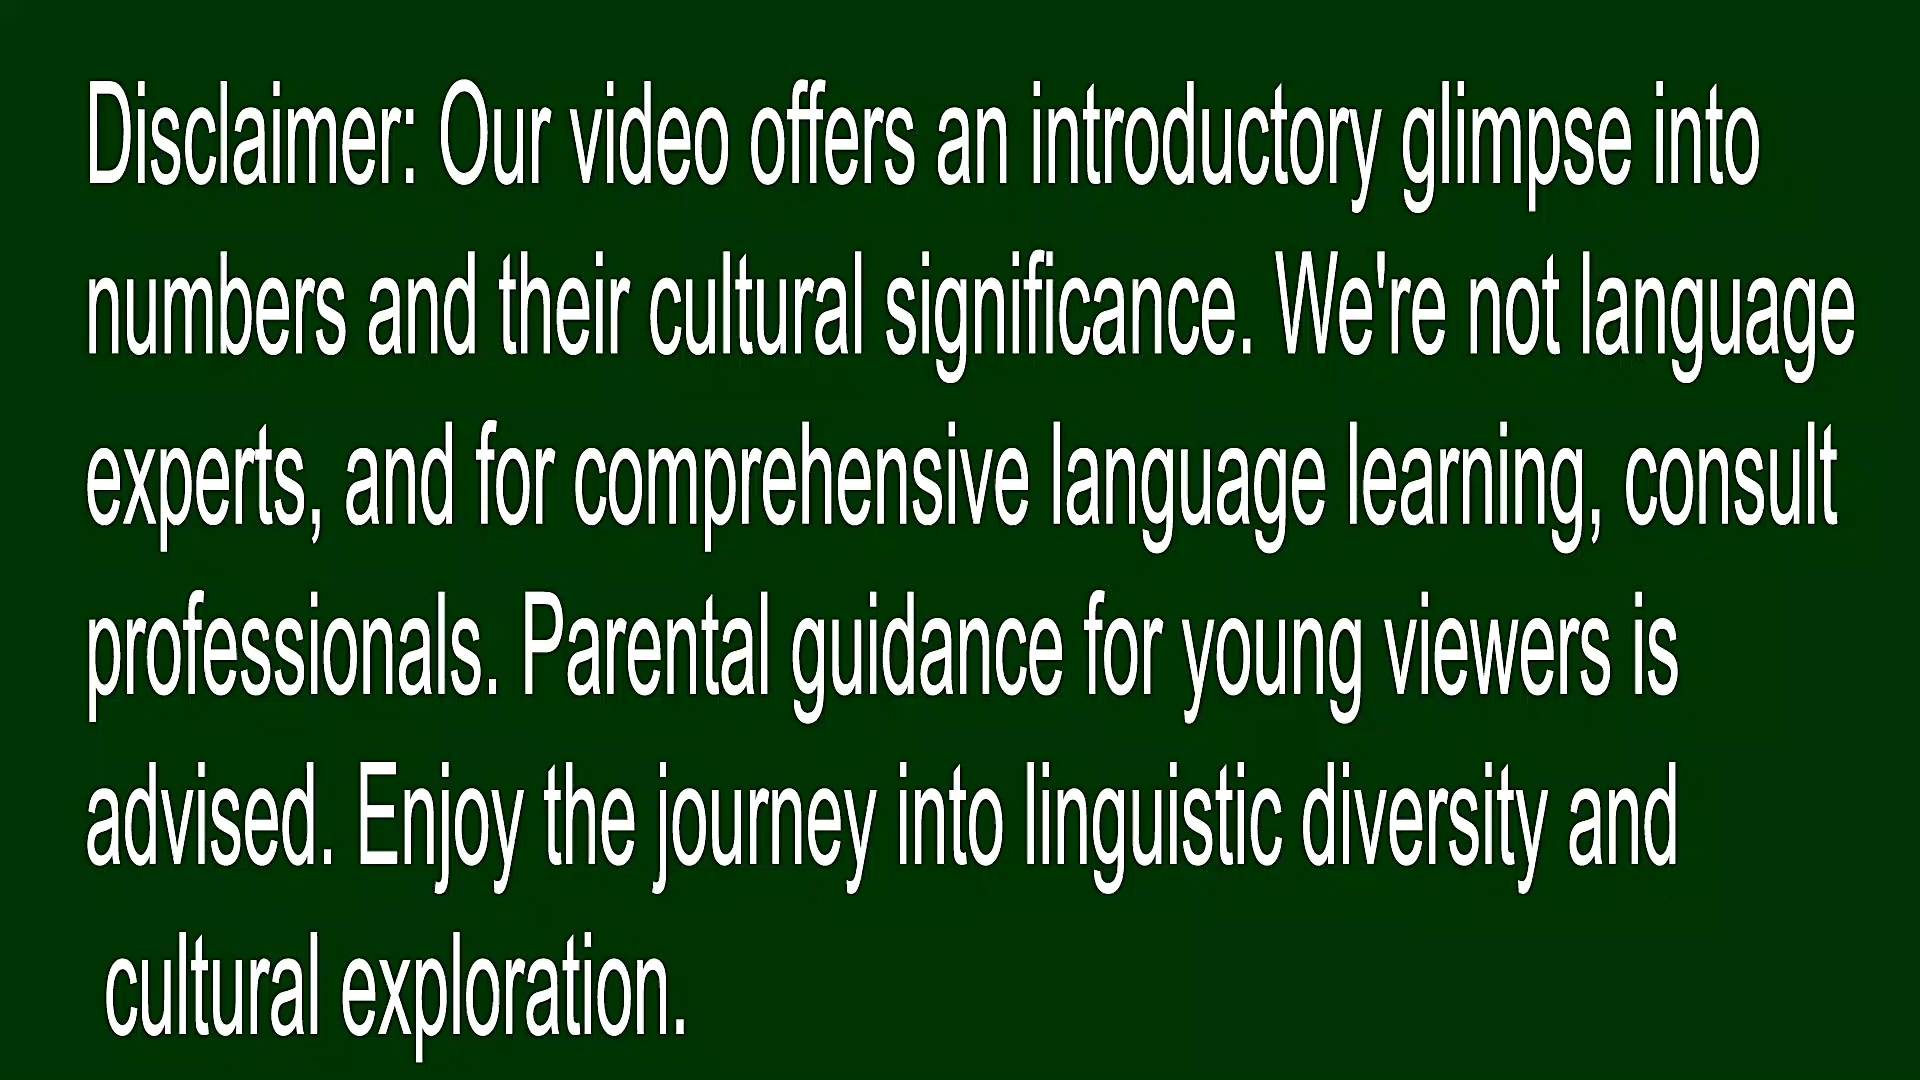 Disclaimer: Our video offers an introductory glimpse into
numbers and their cultural significance. We're not language
experts, and for comprehensive language learning, consult
professionals. Parental guidance for young viewers is
advised. Enjoy the journey into linguistic diversity and
cultural exploration.